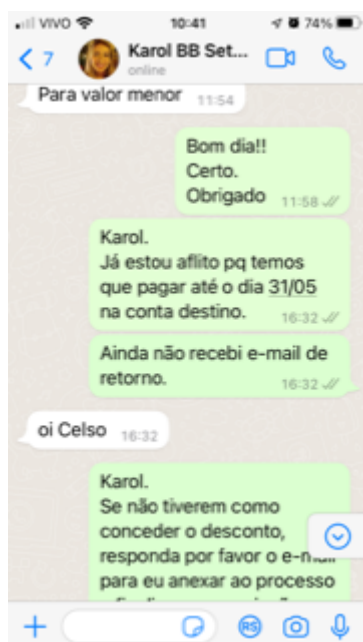 VIVO 10:41 74%
7 Karol BB Set...
online
Para valor menor 11:54
Bom dia!!
Certo.
Obrigado 11:58
Karol.
Já estou aflito pq temos
que pagar até o dia 31/05
na conta destino. 16:32
Ainda não recebi e-mail de
retorno. 16:32
oi Celso 16:32
Karol.
Se não tiverem como
conceder o desconto,
responda por favor o e-mail
para eu anexar ao processo
R$